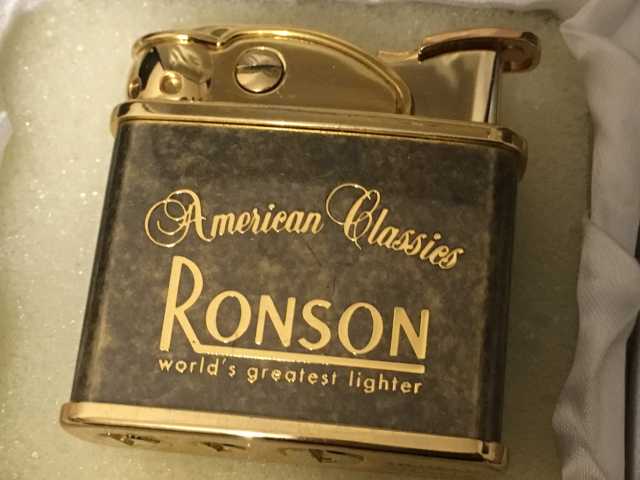 American Classics
RONSON
world's greatest lighter